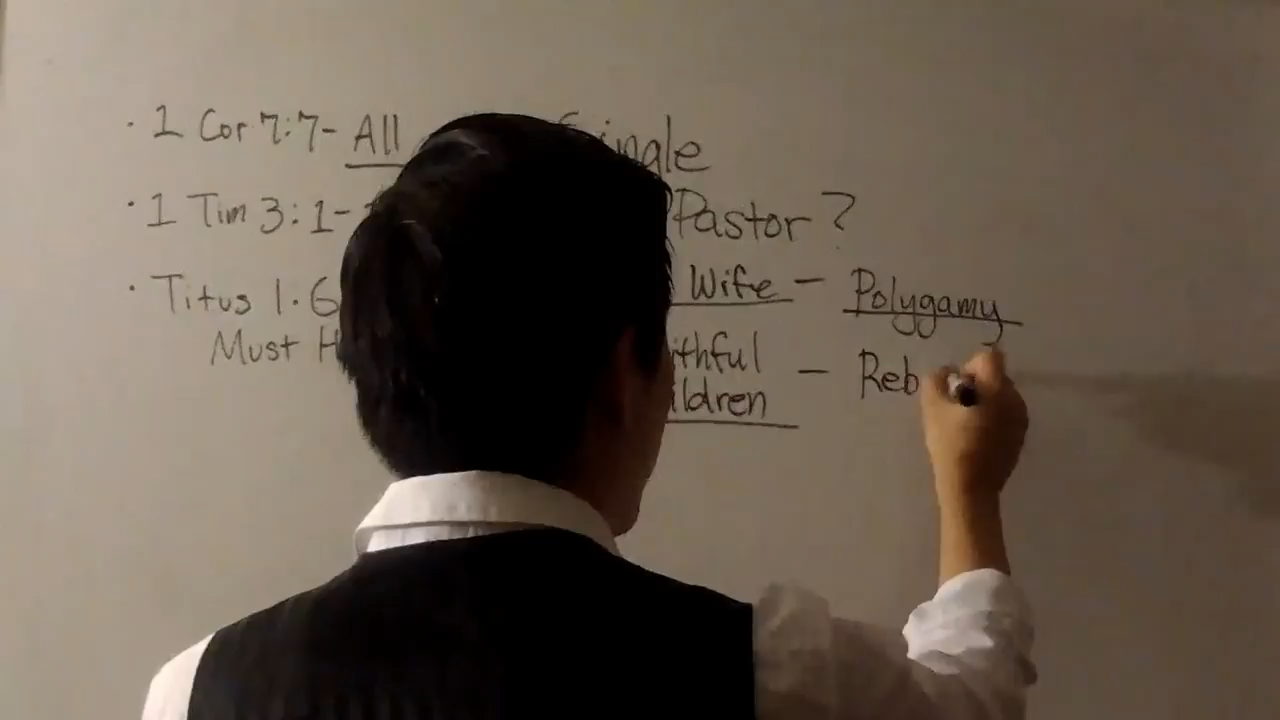 · 1 Cor 7:7- All Single
· 1 Tim 3:1- Pastor?
· Titus 1:6 Wife - Polygamy
Must ithful - Reb
ildren